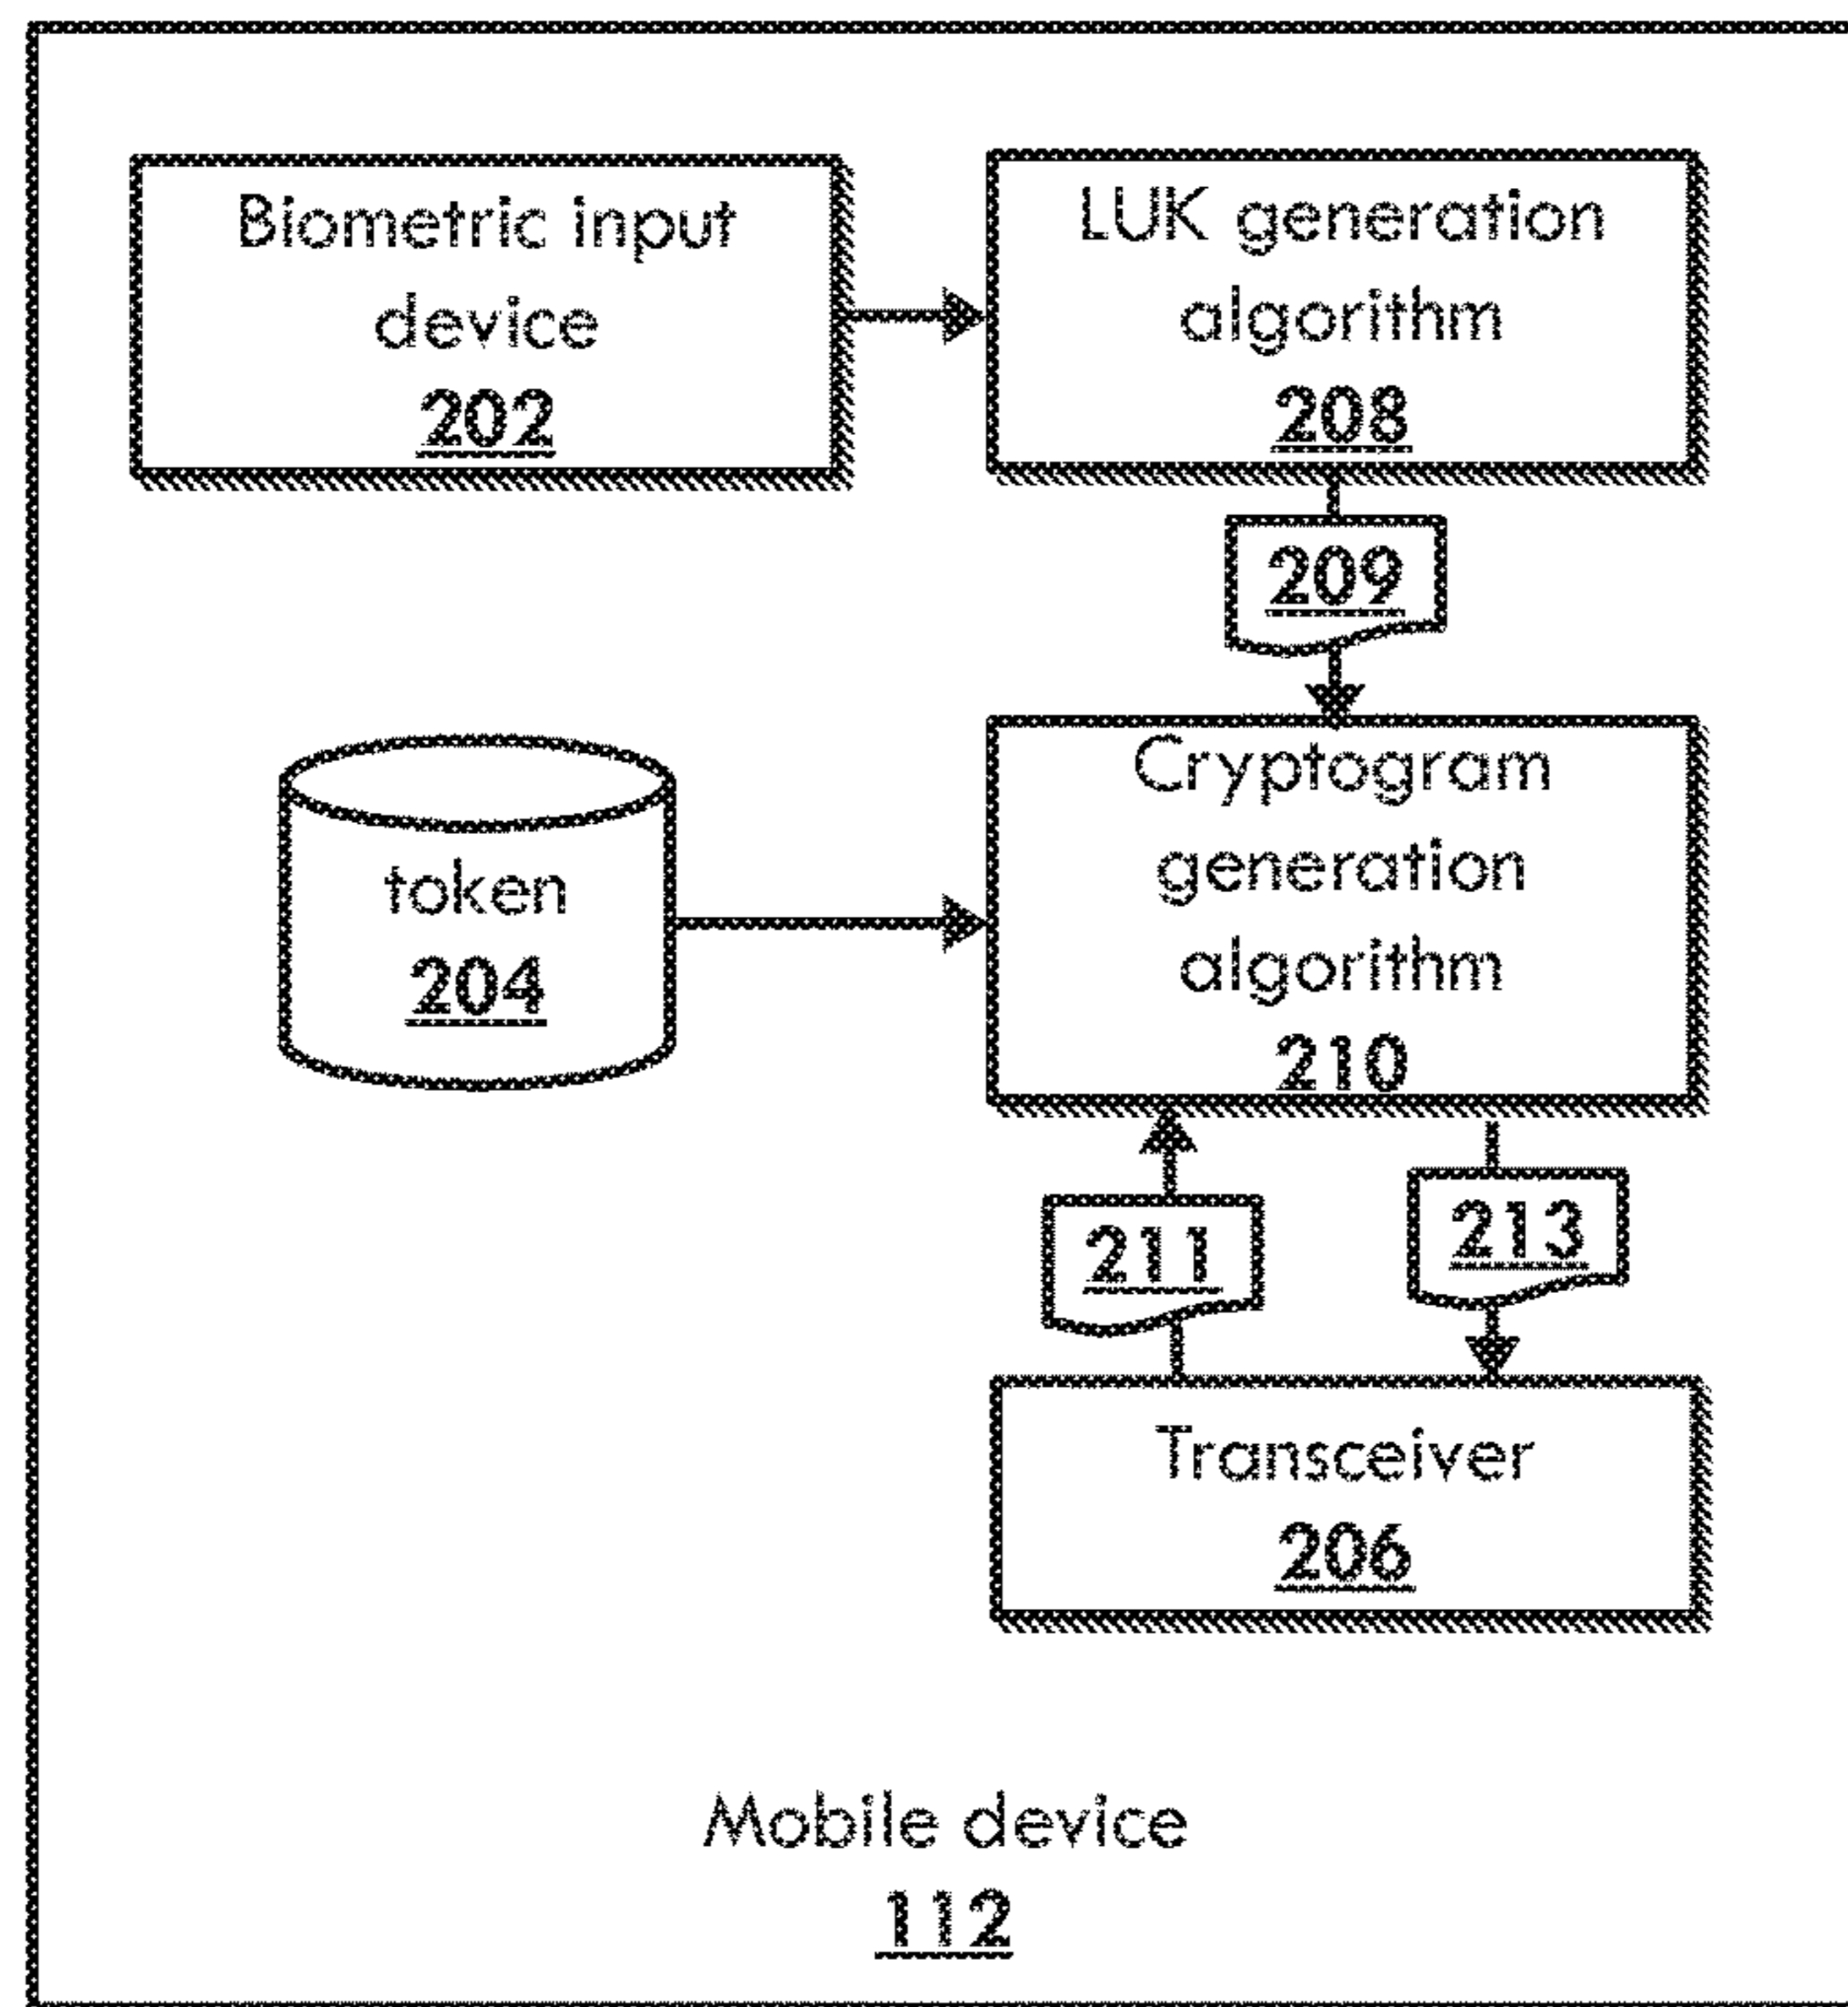 Biometric input
device
202
LUK generation
algorithm
208
209
token
204
Cryptogram
generation
algorithm
210
211
213
Transceiver
206
Mobile device
112